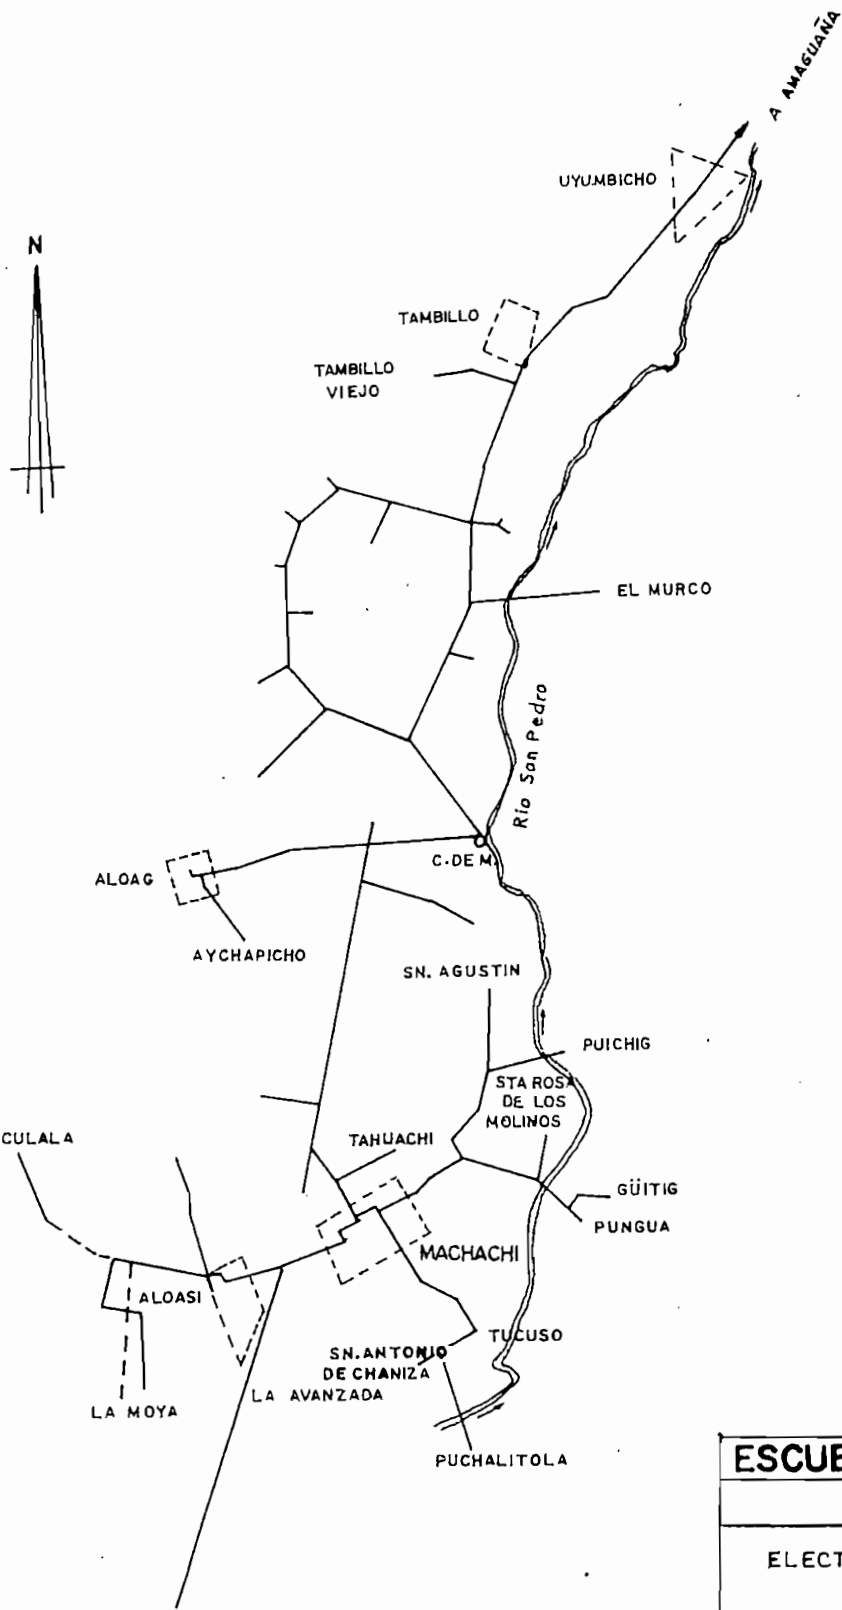 A AMAGUAÑA
UYUMBICHO
N
TAMBILLO
TAMBILLO
VIEJO
EL MURCO
Río San Pedro
C. DE M.
ALOAG
AYCHAPICHO
SN. AGUSTIN
PUICHIG
STA ROSA
DE LOS
MOLINOS
CULALA
TAHUACHI
GÜITIG
PUNGUA
MACHACHI
ALOASI
TUCUSO
SN. ANTONIO
DE CHANIZA
LA AVANZADA
LA MOYA
PUCHALITOLA
ESCUE
ELECT